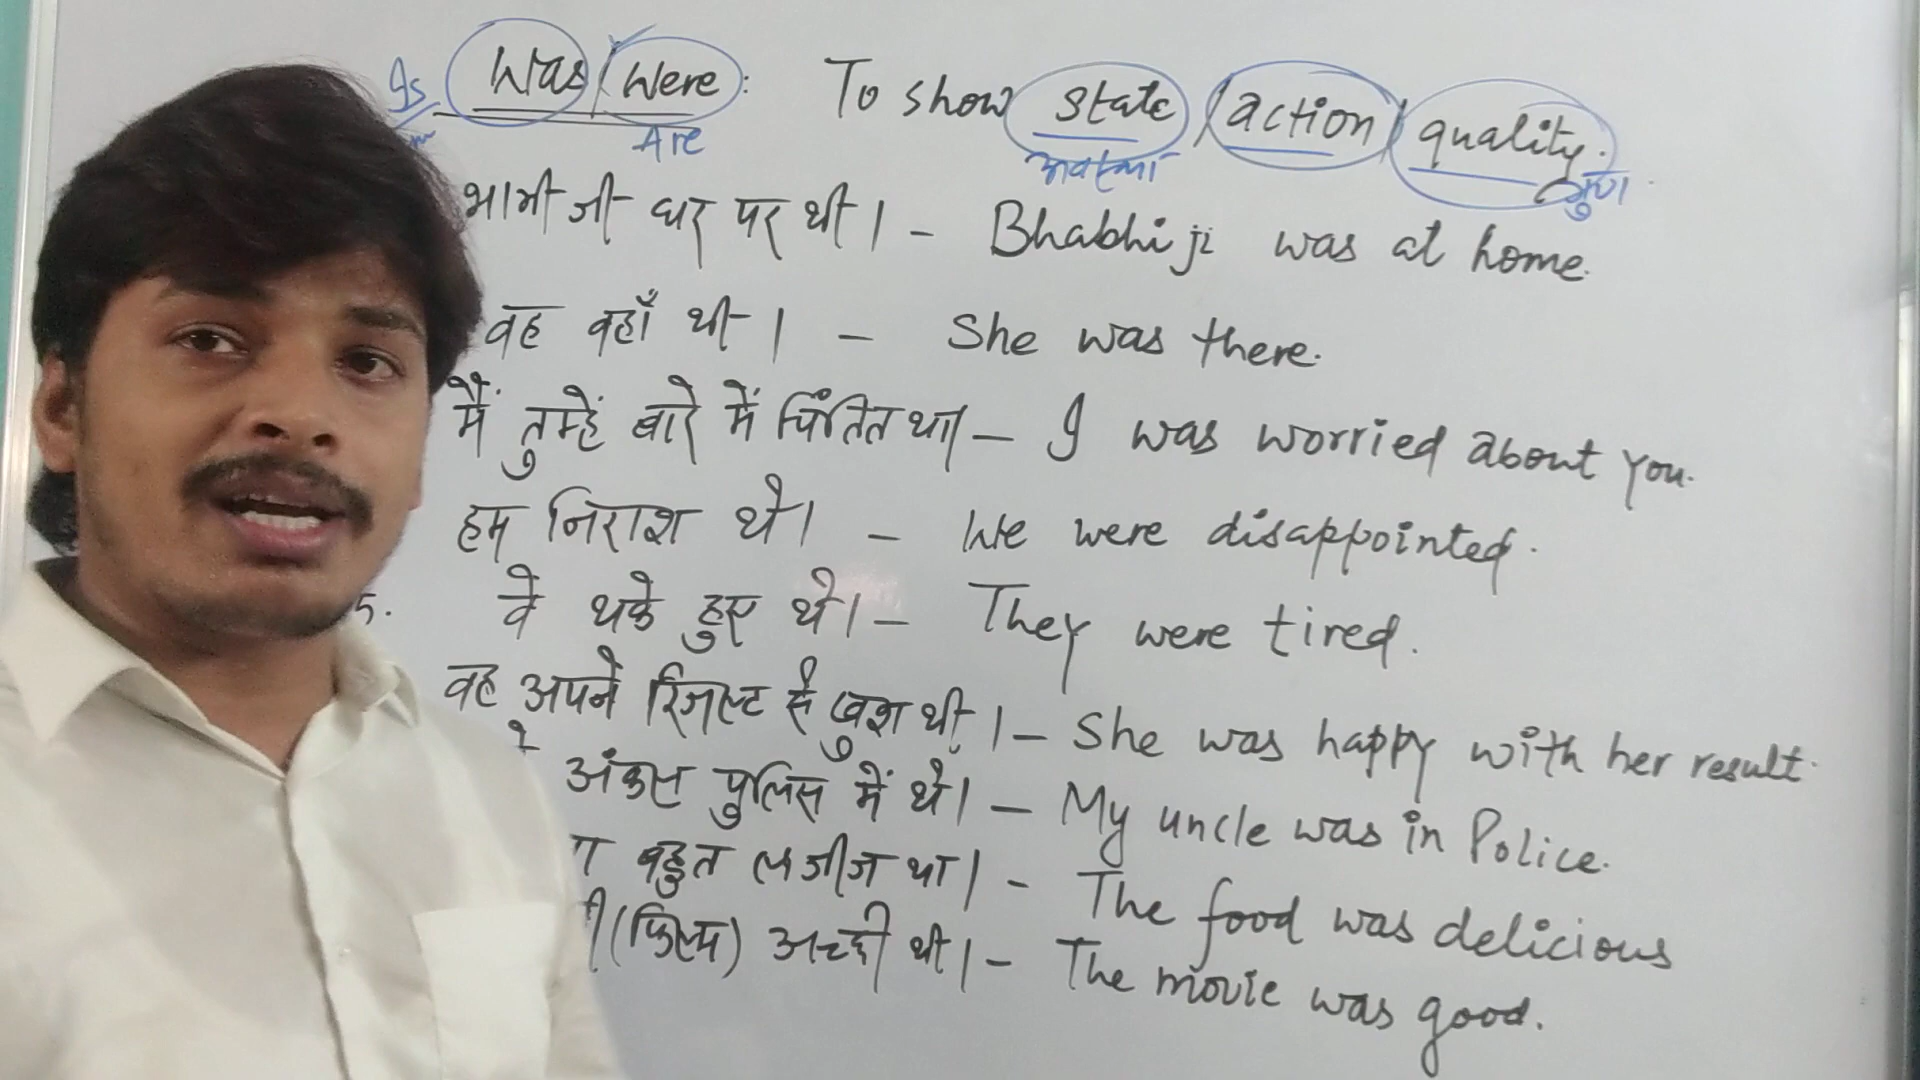 Is Was / Were : To show state / action / quality.
Are अवस्था गुण
भाभी जी घर पर थी। - Bhabhi ji was at home.
वह वहाँ थी। - She was there.
मैं तुम्हें बारे में चिंतित था - I was worried about you.
हम निराश थे। - We were disappointed.
5. वे थके हुए थे। - They were tired.
वह अपने रिजल्ट से खुश थी। - She was happy with her result.
अंकल पुलिस में थे। - My uncle was in Police.
बहुत लजीज था। - The food was delicious
(फिल्म) अच्छी थी। - The movie was good.